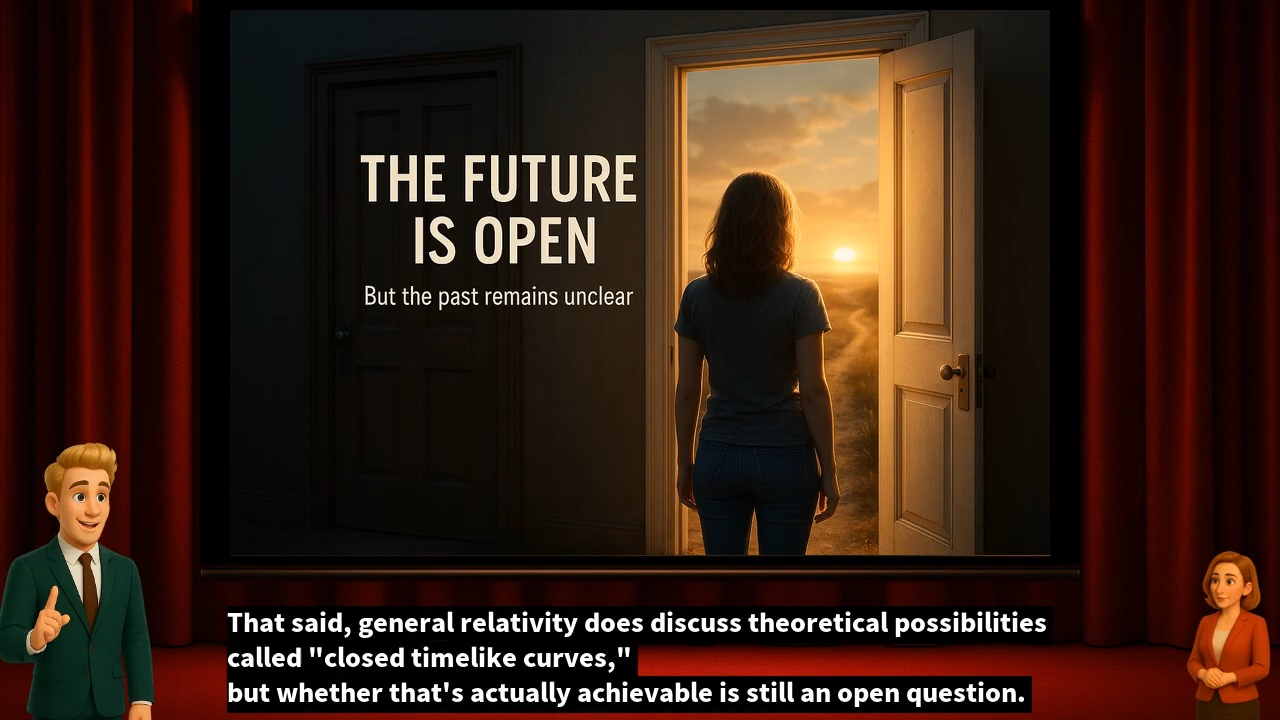 THE FUTURE
IS OPEN
But the past remains unclear
That said, general relativity does discuss theoretical possibilities
called "closed timelike curves,"
but whether that's actually achievable is still an open question.